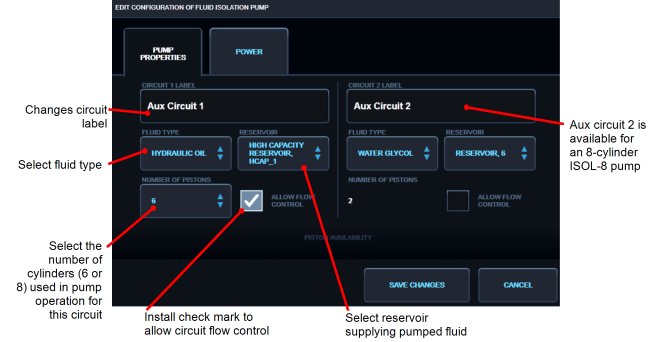 EDIT CONFIGURATION OF FLUID ISOLATION PUMP
PUMP
PROPERTIES
POWER
CIRCUIT 1 LABEL
CIRCUIT 2 LABEL
Aux Circuit 1
Aux Circuit 2
Changes circuit
label
Aux circuit 2 is
available for
an 8-cylinder
ISOL-8 pump
FLUID TYPE
RESERVOIR
FLUID TYPE
RESERVOIR
HYDRAULIC OIL
HIGH CAPACITY
RESERVOIR,
HCAP_1
WATER GLYCOL
RESERVOIR, 6
Select fluid type
NUMBER OF PISTONS
NUMBER OF PISTONS
6
ALLOW FLOW
CONTROL
2
ALLOW FLOW
CONTROL
PISTON AVAILABILITY
Select the
number of
cylinders (6 or
8) used in pump
operation for
this circuit
SAVE CHANGES
CANCEL
Install check mark to
allow circuit flow control
Select reservoir
supplying pumped fluid